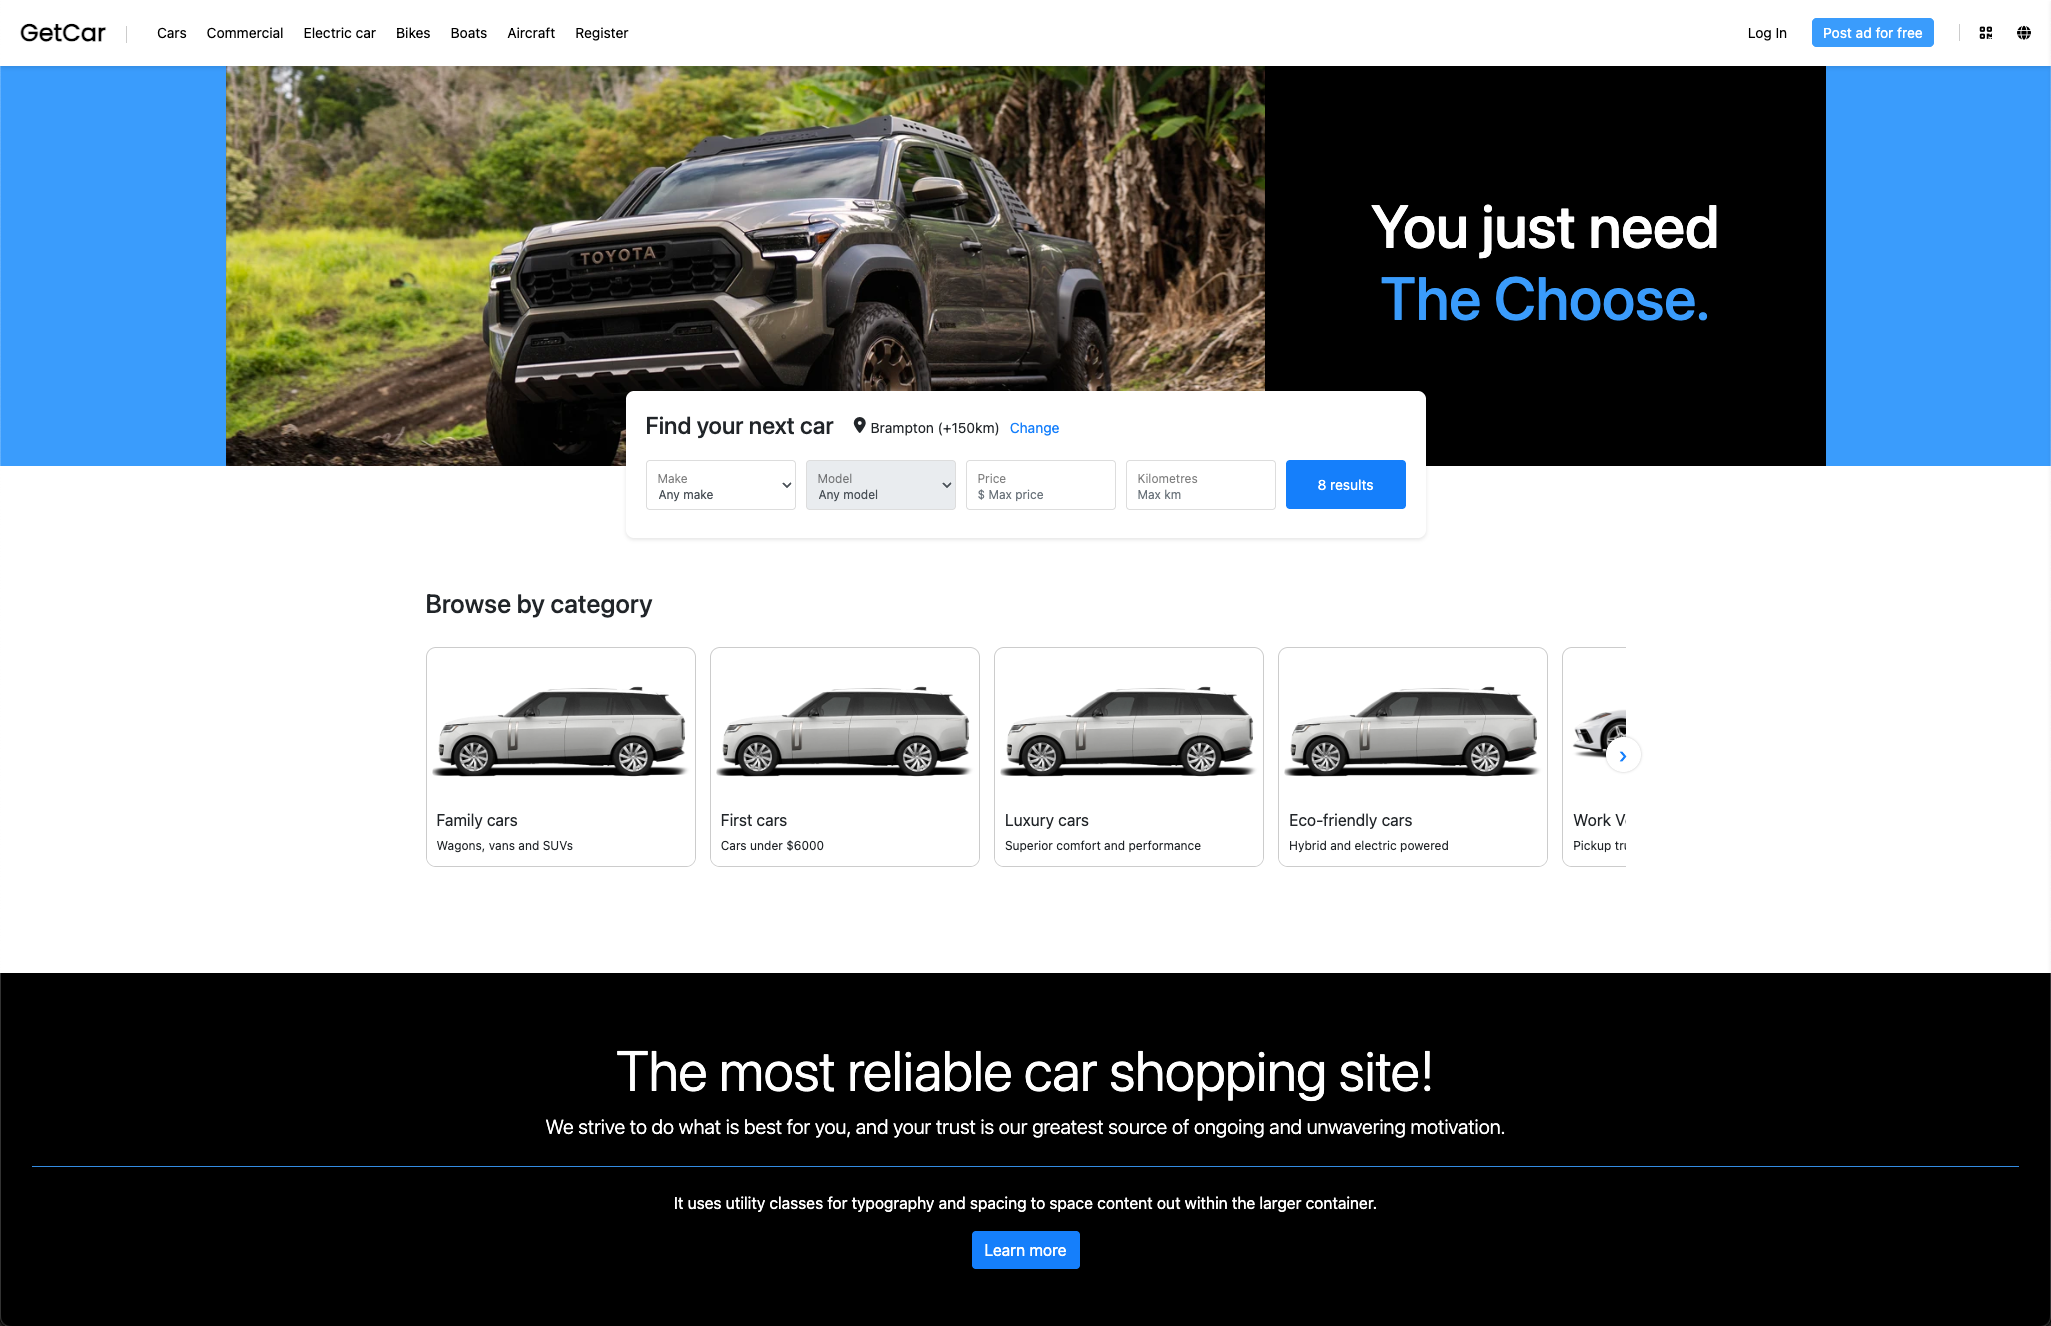 GetCar
Cars Commercial Electric car Bikes Boats Aircraft Register
Log In Post ad for free
TOYOTA
You just need
The Choose.
Find your next car Brampton (+150km) Change
Make Model Price Kilometres
Any make Any model $ Max price Max km 8 results
Browse by category
Family cars First cars Luxury cars Eco-friendly cars Work
Wagons, vans and SUVs Cars under $6000 Superior comfort and performance Hybrid and electric powered Pickup
The most reliable car shopping site!
We strive to do what is best for you, and your trust is our greatest source of ongoing and unwavering motivation.
It uses utility classes for typography and spacing to space content out within the larger container.
Learn more